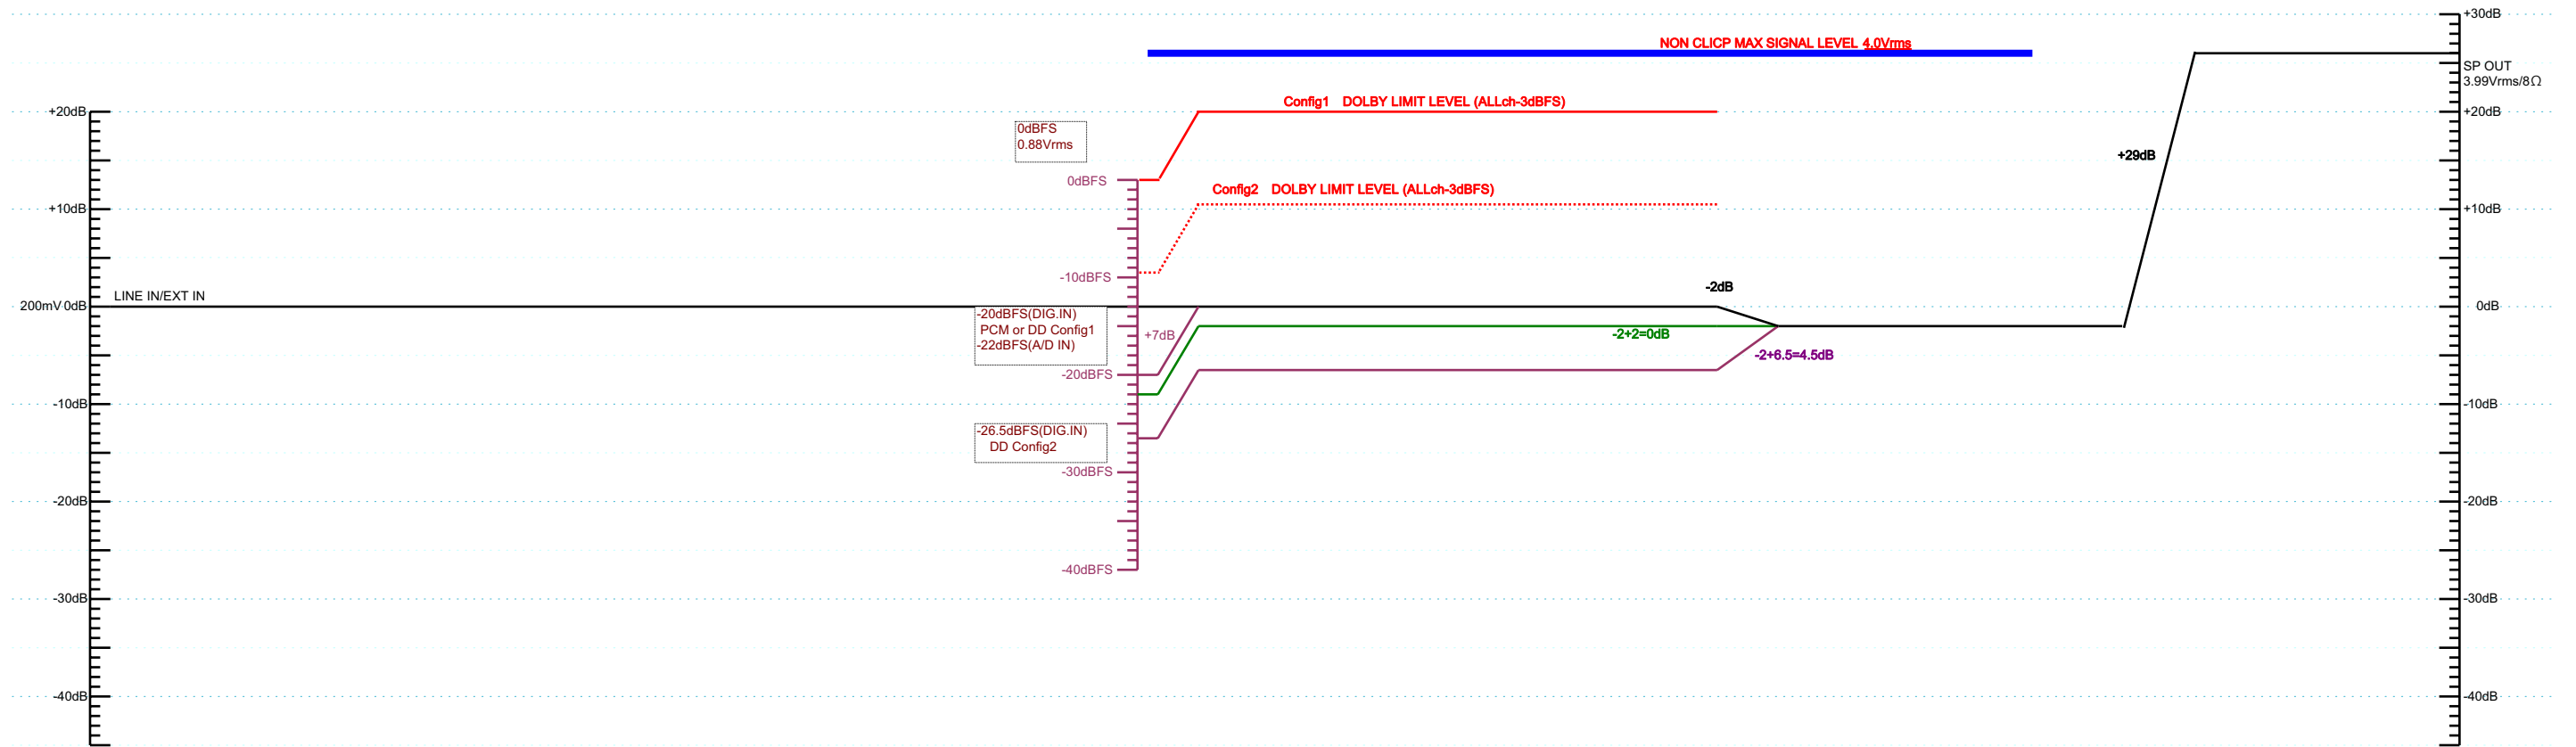 +30dB
NON CLICP MAX SIGNAL LEVEL 4.0Vrms
SP OUT
3.99Vrms/8Ω
+20dB
Config1 DOLBY LIMIT LEVEL (ALLch-3dBFS)
+20dB
0dBFS
0.88Vrms
+29dB
0dBFS
Config2 DOLBY LIMIT LEVEL (ALLch-3dBFS)
+10dB
+10dB
-10dBFS
-2dB
LINE IN/EXT IN
200mV 0dB
0dB
-20dBFS(DIG.IN)
PCM or DD Config1
-22dBFS(A/D IN)
+7dB
-2+2=0dB
-2+6.5=4.5dB
-20dBFS
-10dB
-10dB
-26.5dBFS(DIG.IN)
DD Config2
-30dBFS
-20dB
-20dB
-40dBFS
-30dB
-30dB
-40dB
-40dB